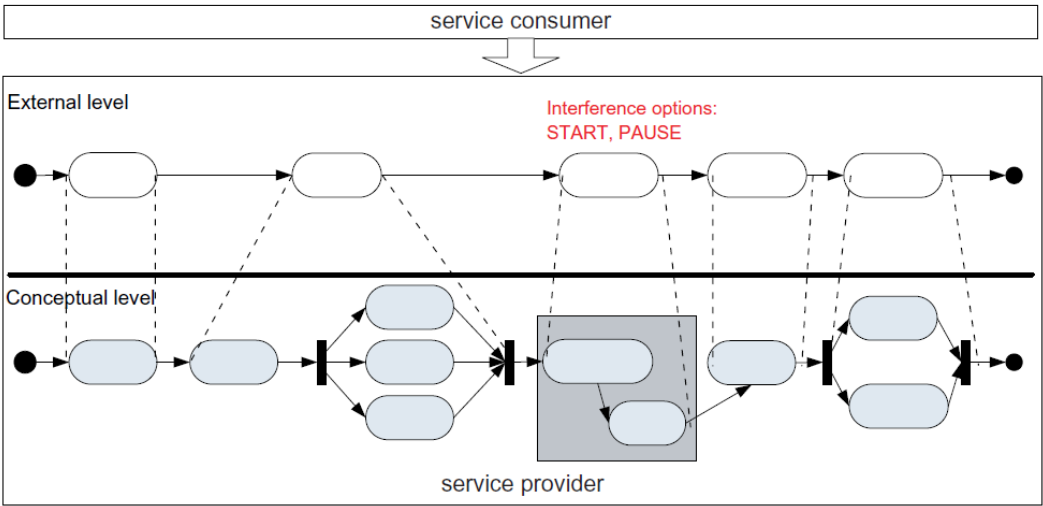 service consumer
External level
Interference options:
START, PAUSE
Conceptual level
service provider